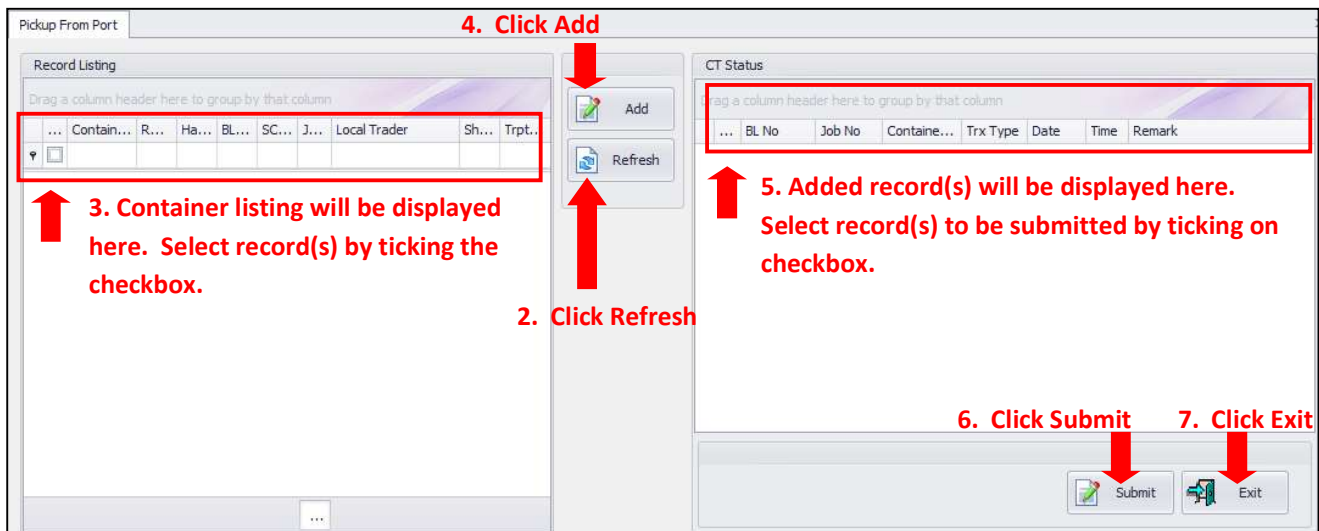 4. Click Add
Pickup From Port
Record Listing
Drag a column header here to group by that column
... Contain... R... Ha... BL... SC... J... Local Trader Sh... Trpt..
3. Container listing will be displayed
here. Select record(s) by ticking the
checkbox.
...
Add
Refresh
2. Click Refresh
CT Status
rag a column header here to group by that column
... BL No Job No Containe... Trx Type Date Time Remark
5. Added record(s) will be displayed here.
Select record(s) to be submitted by ticking on
checkbox.
6. Click Submit 7. Click Exit
Submit Exit